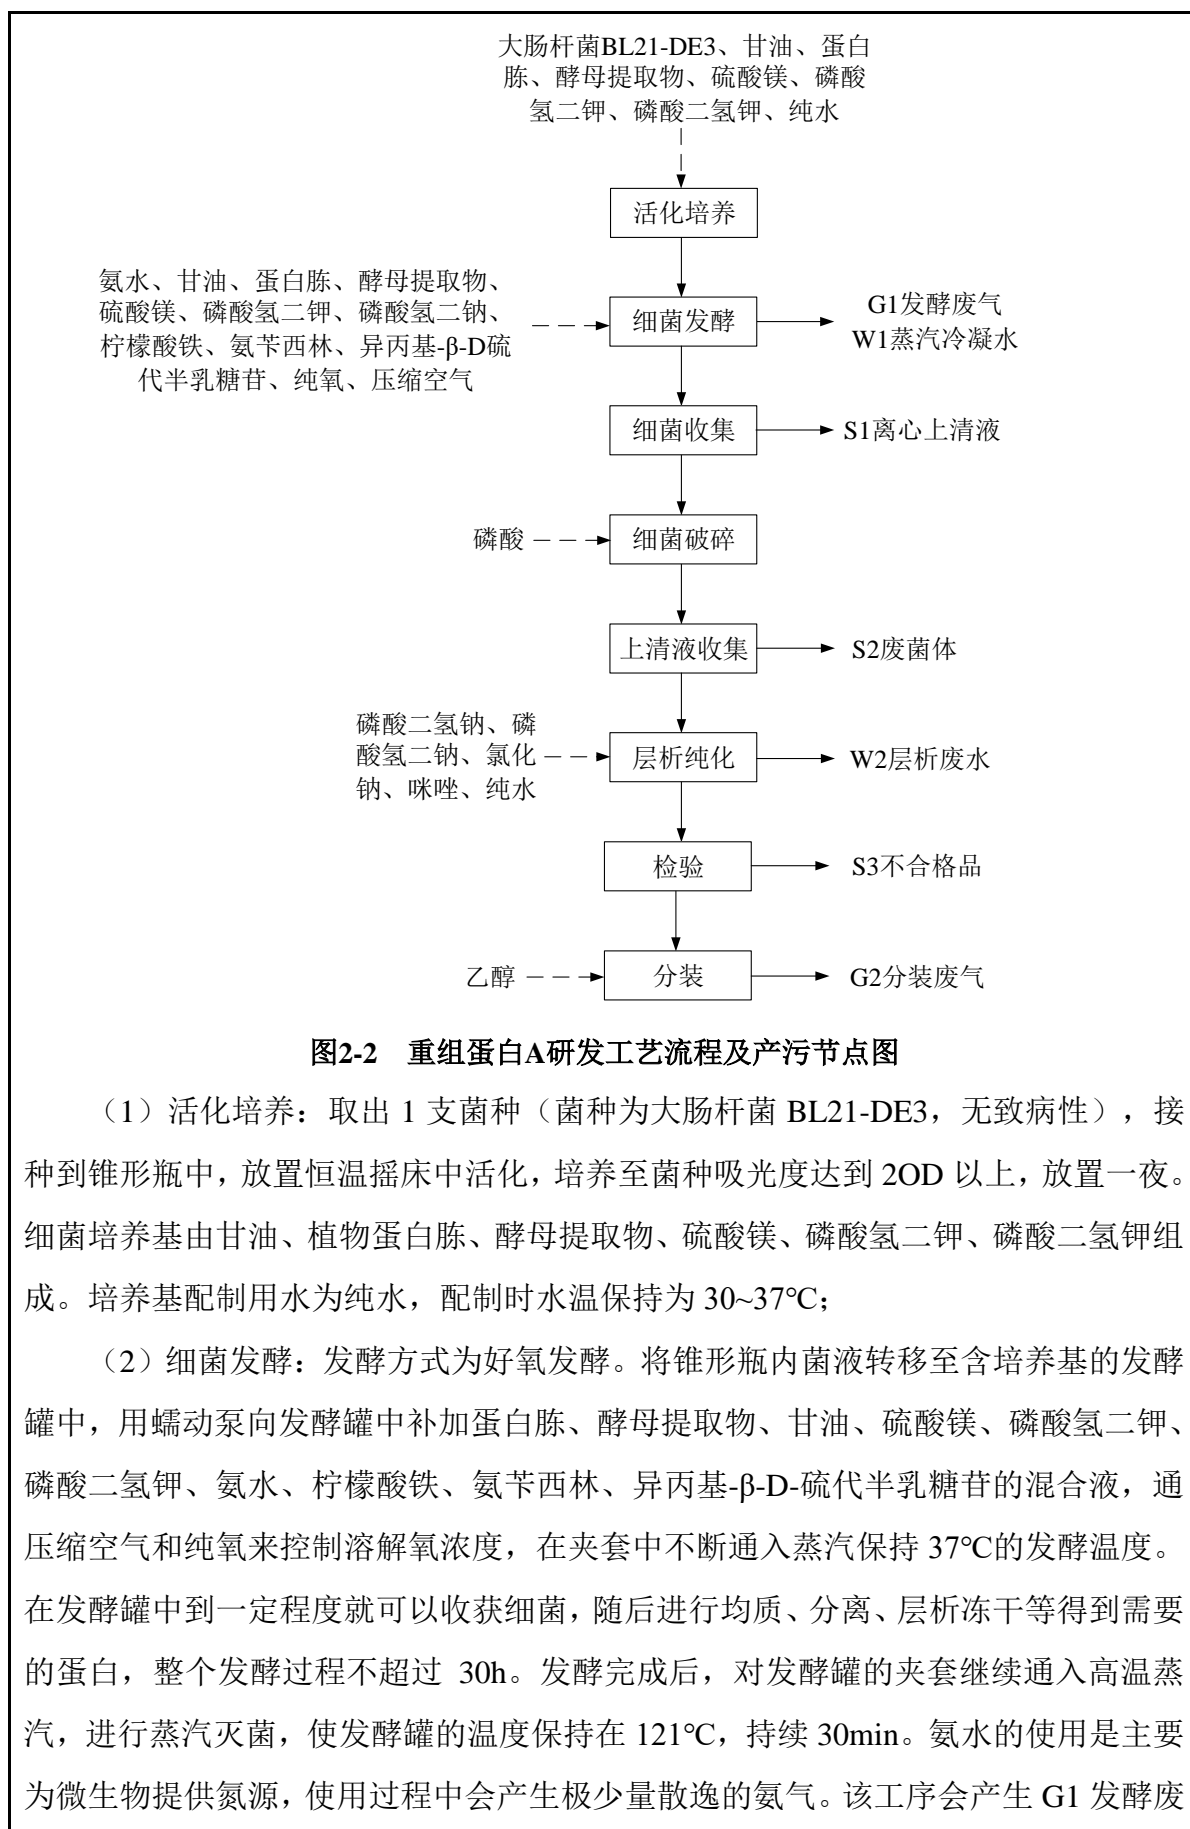 大肠杆菌BL21-DE3、甘油、蛋白
胨、酵母提取物、硫酸镁、磷酸
氢二钾、磷酸二氢钾、纯水
活化培养
氨水、甘油、蛋白胨、酵母提取物、
硫酸镁、磷酸氢二钾、磷酸氢二钠、
柠檬酸铁、氨苄西林、异丙基-β-D硫
代半乳糖苷、纯氧、压缩空气
细菌发酵
G1发酵废气
W1蒸汽冷凝水
细菌收集
S1离心上清液
磷酸
细菌破碎
上清液收集
S2废菌体
磷酸二氢钠、磷
酸氢二钠、氯化
钠、咪唑、纯水
层析纯化
W2层析废水
检验
S3不合格品
乙醇
分装
G2分装废气
图2-2 重组蛋白A研发工艺流程及产污节点图
（1）活化培养：取出 1 支菌种（菌种为大肠杆菌 BL21-DE3，无致病性），接
种到锥形瓶中，放置恒温摇床中活化，培养至菌种吸光度达到 2OD 以上，放置一夜。
细菌培养基由甘油、植物蛋白胨、酵母提取物、硫酸镁、磷酸氢二钾、磷酸二氢钾组
成。培养基配制用水为纯水，配制时水温保持为 30~37℃；
（2）细菌发酵：发酵方式为好氧发酵。将锥形瓶内菌液转移至含培养基的发酵
罐中，用蠕动泵向发酵罐中补加蛋白胨、酵母提取物、甘油、硫酸镁、磷酸氢二钾、
磷酸二氢钾、氨水、柠檬酸铁、氨苄西林、异丙基-β-D-硫代半乳糖苷的混合液，通
压缩空气和纯氧来控制溶解氧浓度，在夹套中不断通入蒸汽保持 37℃的发酵温度。
在发酵罐中到一定程度就可以收获细菌，随后进行均质、分离、层析冻干等得到需要
的蛋白，整个发酵过程不超过 30h。发酵完成后，对发酵罐的夹套继续通入高温蒸
汽，进行蒸汽灭菌，使发酵罐的温度保持在 121℃，持续 30min。氨水的使用是主要
为微生物提供氮源，使用过程中会产生极少量散逸的氨气。该工序会产生 G1 发酵废